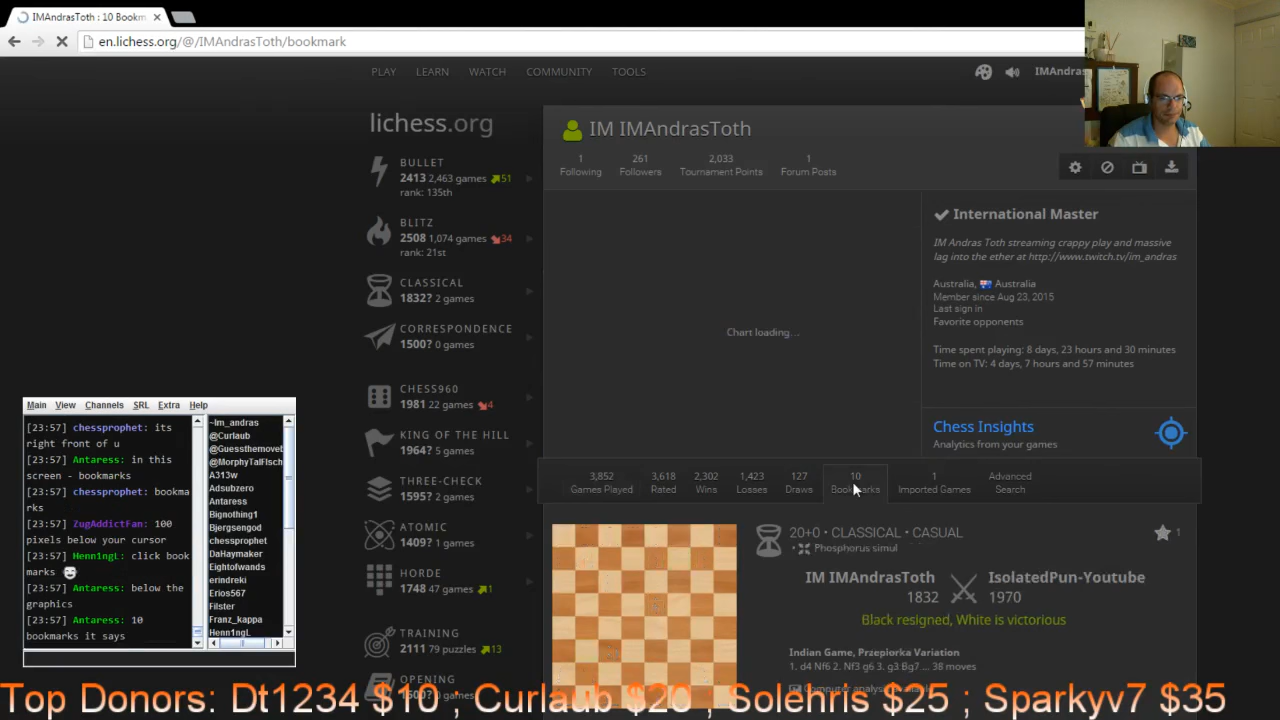 IMAndrasToth : 10 Bookm
en.lichess.org/@/IMAndrasToth/bookmark
PLAY LEARN WATCH COMMUNITY TOOLS
IMAndras
lichess.org
BULLET
2413 2,463 games 51
rank: 135th
BLITZ
2508 1,074 games 34
rank: 21st
CLASSICAL
1832? 2 games
CORRESPONDENCE
1500? 0 games
CHESS960
1981 22 games 4
KING OF THE HILL
1964? 5 games
THREE-CHECK
1595? 2 games
ATOMIC
1409? 1 games
HORDE
1748 47 games 1
TRAINING
2111 79 puzzles 13
OPENING
IM IMAndrasToth
1 261 2,033 1
Following Followers Tournament Points Forum Posts
Chart loading...
International Master
IM Andras Toth streaming crappy play and massive
lag into the ether at http://www.twitch.tv/im_andras
Australia, Australia
Member since Aug 23, 2015
Last sign in
Favorite opponents
Time spent playing: 8 days, 23 hours and 30 minutes
Time on TV: 4 days, 7 hours and 57 minutes
Chess Insights
Analytics from your games
3,852 3,618 2,302 1,423 127 10 1 Advanced
Games Played Rated Wins Losses Draws Bookmarks Imported Games Search
20+0 • CLASSICAL • CASUAL
• Phosphorus simul
1
IM IMAndrasToth IsolatedPun-Youtube
1832 1970
Black resigned, White is victorious
Indian Game, Przepiorka Variation
1. d4 Nf6 2. Nf3 g6 3. g3 Bg7 ... 38 moves
Computer analysis
Main View Channels SRL Extra Help
[23:57] chessprophet: its
right front of u
[23:57] Antaress: in this
screen - bookmarks
[23:57] chessprophet: bookma
rks
[23:57] ZugAddictFan: 100
pixels below your cursor
[23:57] Henn1ngL: click book
marks
[23:57] Antaress: below the
graphics
[23:57] Antaress: 10
bookmarks it says
~Im_andras
@Curlaub
@Guessthemovel
@MorphyTalFisch
A313w
Adsubzero
Antaress
Bignothing1
Bjergsengod
chessprophet
DaHaymaker
Eightofwands
erindreki
Erios567
Filster
Franz_kappa
Henn1ngL
Top Donors: Dt1234 $10 ; Curlaub $20 ; Solehris $25 ; Sparkyv7 $35